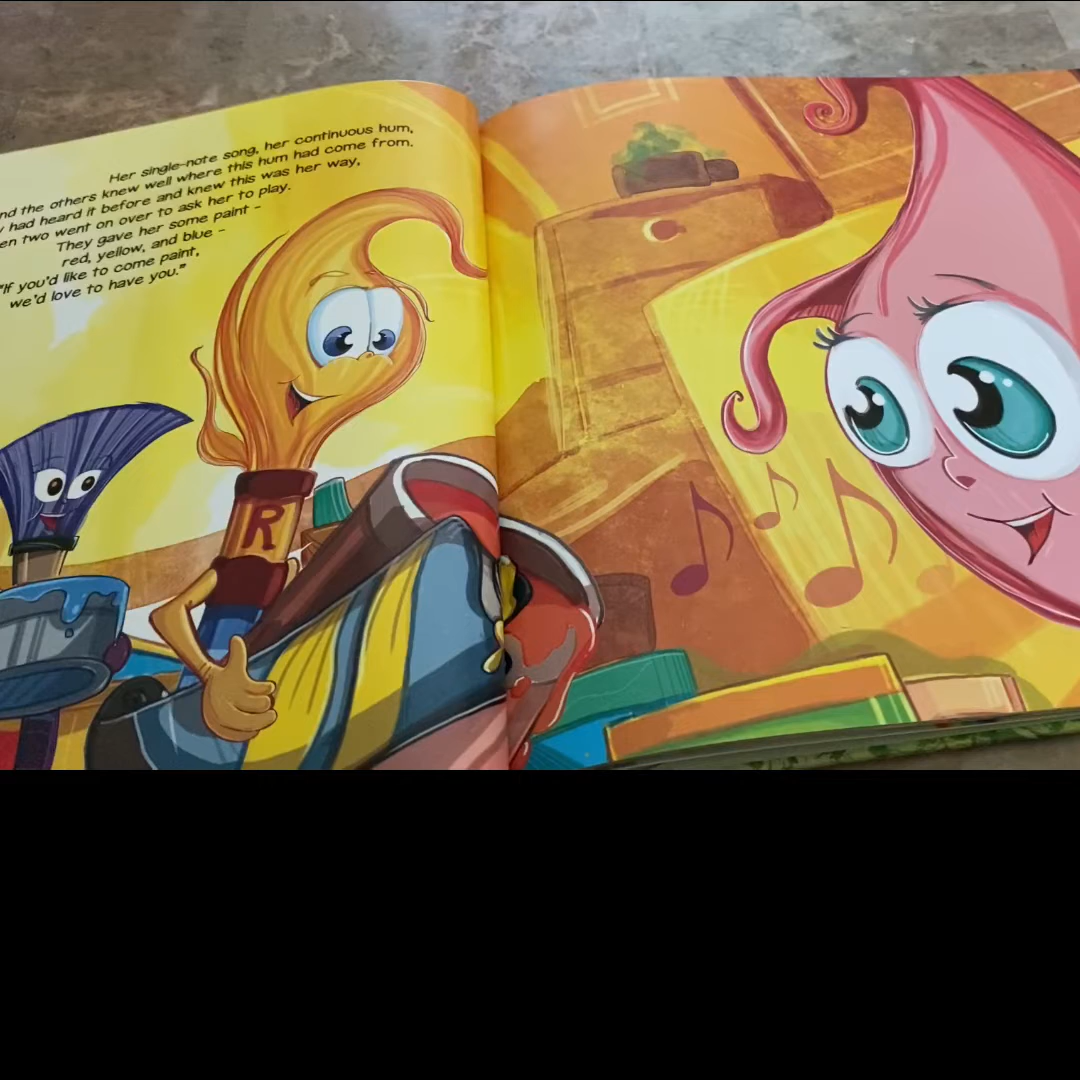 Her single-note song, her continuous hum,
the others knew well where this hum had come from.
had heard it before and knew this was her way,
two went on over to ask her to play.
They gave her some paint –
red, yellow, and blue –
"If you'd like to come paint,
we'd love to have you."
R